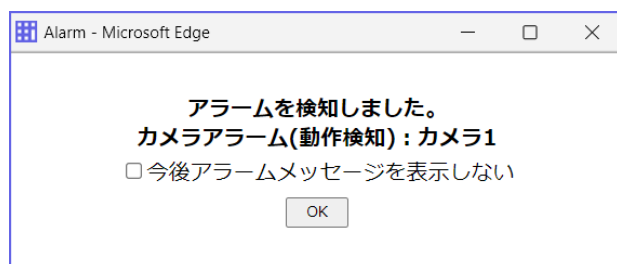 Alarm - Microsoft Edge
アラームを検知しました。
カメラアラーム(動作検知) : カメラ1
今後アラームメッセージを表示しない
OK